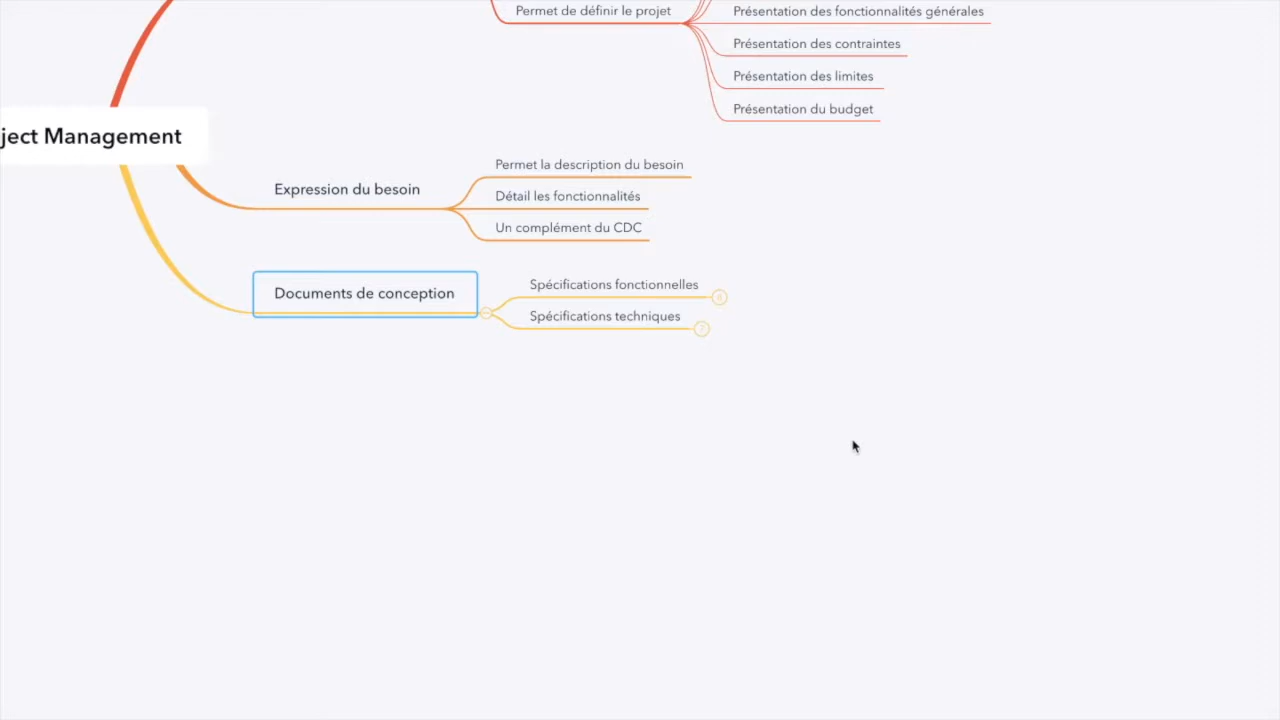 Permet de définir le projet
Présentation des fonctionnalités générales
Présentation des contraintes
Présentation des limites
Présentation du budget
ject Management
Expression du besoin
Permet la description du besoin
Détail les fonctionnalités
Un complément du CDC
Documents de conception
Spécifications fonctionnelles
Spécifications techniques